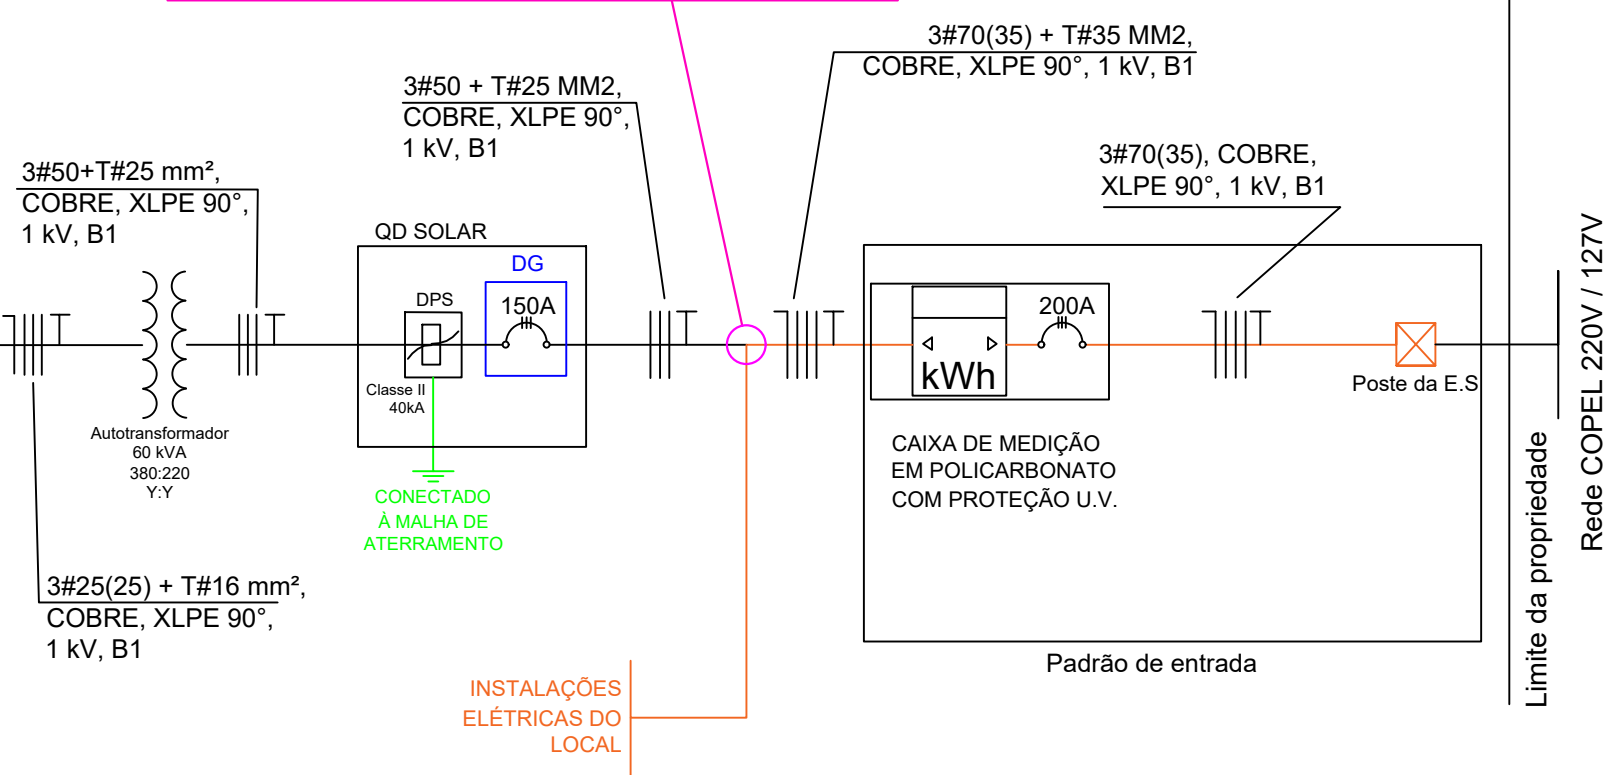 3#70(35) + T#35 MM2,
COBRE, XLPE 90°, 1 kV, B1
3#50 + T#25 MM2,
COBRE, XLPE 90°,
1 kV, B1
3#70(35), COBRE,
XLPE 90°, 1 kV, B1
3#50+T#25 mm²,
COBRE, XLPE 90°,
1 kV, B1
QD SOLAR
DG
DPS
150A
Classe II
40kA
200A
kWh
Poste da E.S
Autotransformador
60 kVA
380:220
Y:Y
CAIXA DE MEDIÇÃO
EM POLICARBONATO
COM PROTEÇÃO U.V.
CONECTADO
À MALHA DE
ATERRAMENTO
3#25(25) + T#16 mm²,
COBRE, XLPE 90°,
1 kV, B1
Padrão de entrada
INSTALAÇÕES
ELÉTRICAS DO
LOCAL
Limite da propriedade
Rede COPEL 220V / 127V